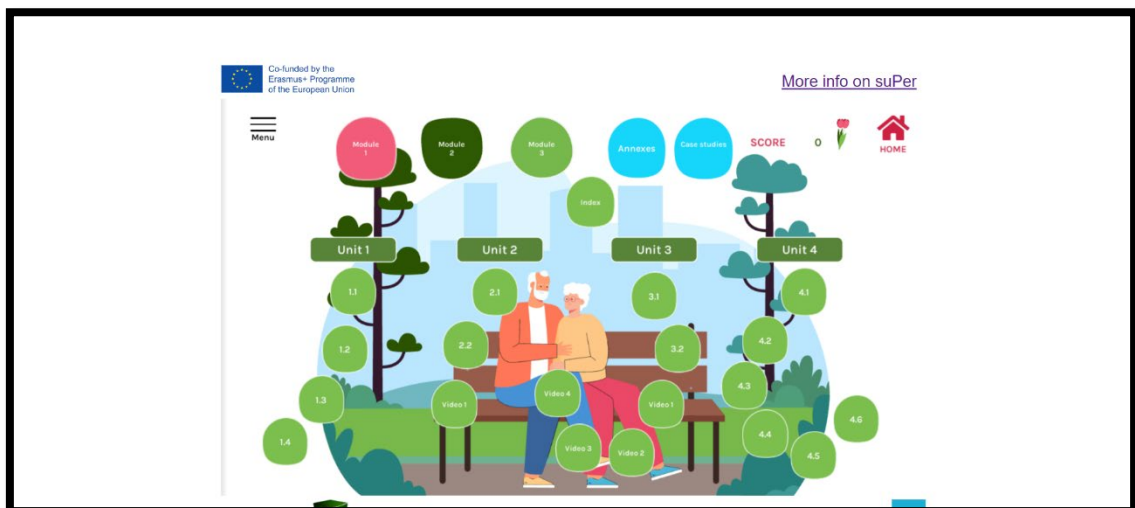 Co-funded by the
Erasmus+ Programme
of the European Union
More info on suPer
Menu
Module
1
Module
2
Module
3
Annexes
Case studies
SCORE
0
HOME
Index
Unit 1
Unit 2
Unit 3
Unit 4
1.1
2.1
3.1
4.1
1.2
2.2
3.2
4.2
1.3
Video 1
Video 4
Video 1
4.3
1.4
Video 3
Video 2
4.4
4.5
4.6